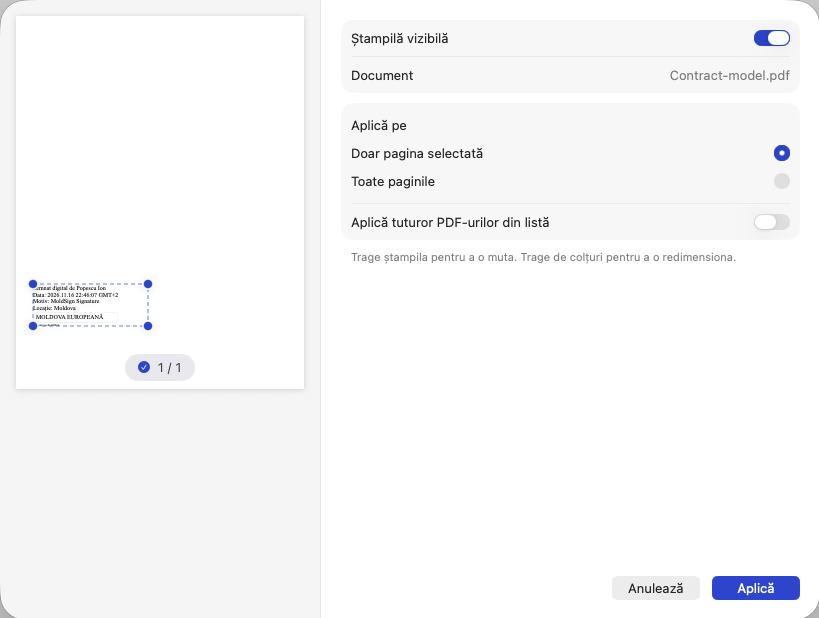 Semnat digital de Popescu Ion
Data: 2026.11.16 22:46:07 GMT+2
Motiv: MoldSign Signature
Locație: Moldova
MOLDOVA EUROPEANĂ
1 / 1
Ștampilă vizibilă
Document
Contract-model.pdf
Aplică pe
Doar pagina selectată
Toate paginile
Aplică tuturor PDF-urilor din listă
Trage ștampila pentru a o muta. Trage de colțuri pentru a o redimensiona.
Anulează
Aplică